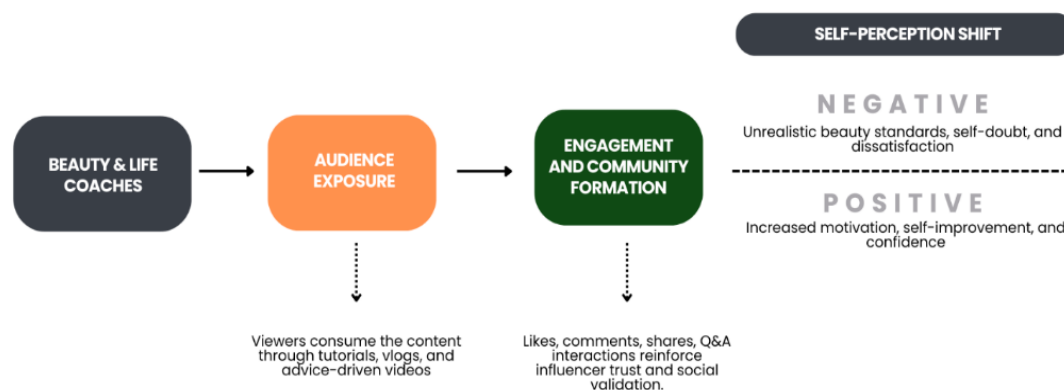 SELF-PERCEPTION SHIFT
BEAUTY & LIFE
COACHES
AUDIENCE
EXPOSURE
ENGAGEMENT
AND COMMUNITY
FORMATION
NEGATIVE
Unrealistic beauty standards, self-doubt, and
dissatisfaction
POSITIVE
Increased motivation, self-improvement, and
confidence
Viewers consume the content
through tutorials, vlogs, and
advice-driven videos
Likes, comments, shares, Q&A
interactions reinforce
influencer trust and social
validation.